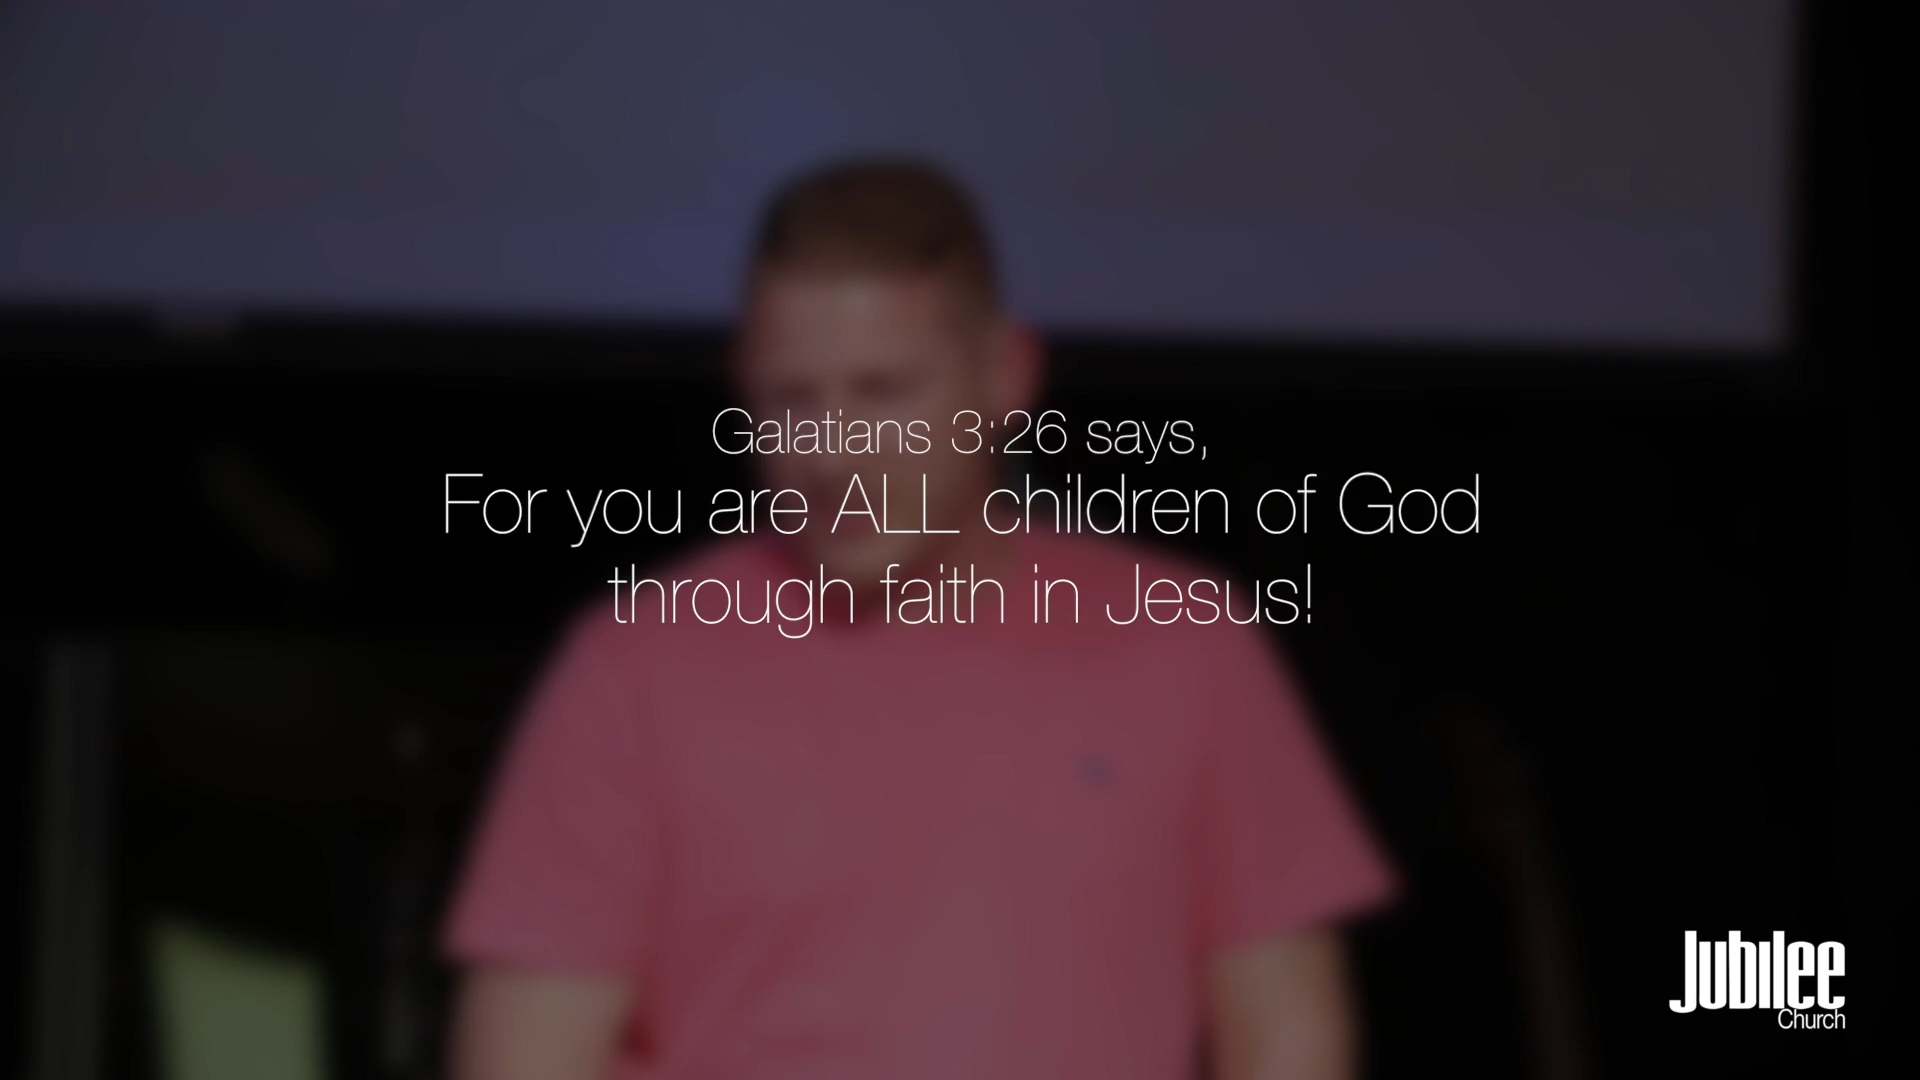 Galatians 3:26 says,
For you are ALL children of God
through faith in Jesus!
Jubilee
Church